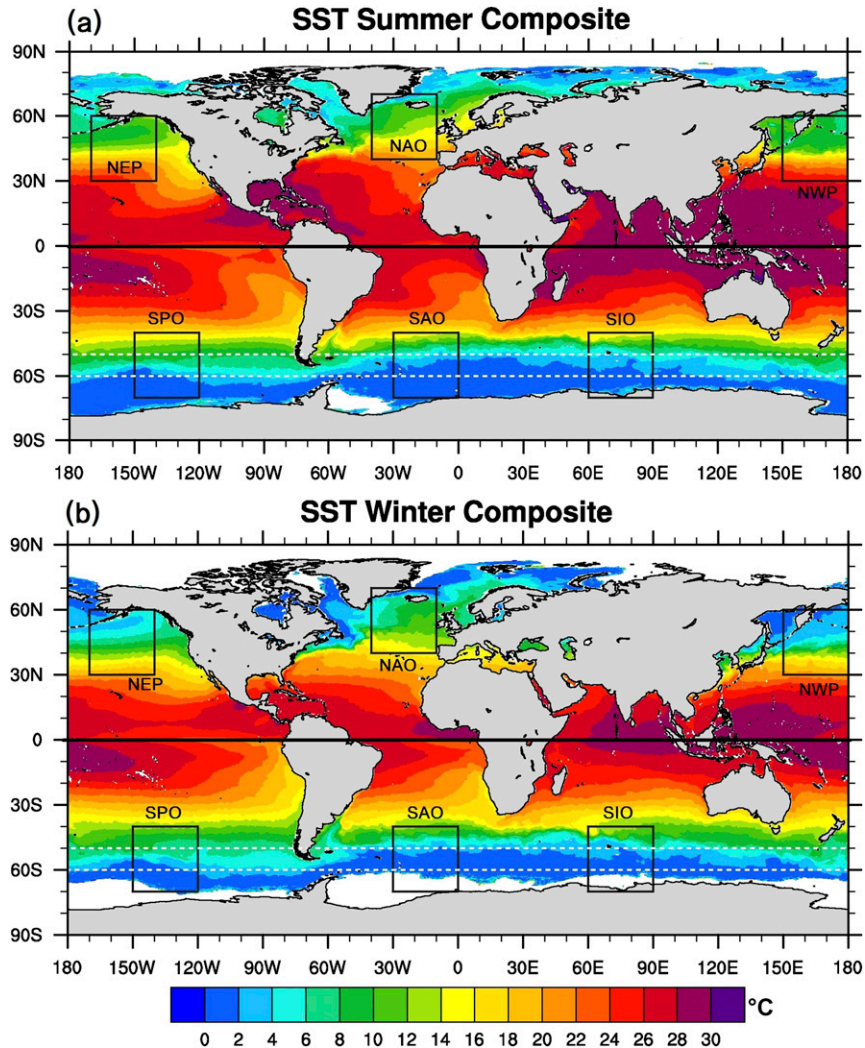 (a) SST Summer Composite
90N
60N
NEP NAO NWP
30N
0
30S
SPO SAO SIO
60S
90S
180 150W 120W 90W 60W 30W 0 30E 60E 90E 120E 150E 180
(b) SST Winter Composite
90N
60N
NEP NAO NWP
30N
0
30S
SPO SAO SIO
60S
90S
180 150W 120W 90W 60W 30W 0 30E 60E 90E 120E 150E 180
°C
0 2 4 6 8 10 12 14 16 18 20 22 24 26 28 30